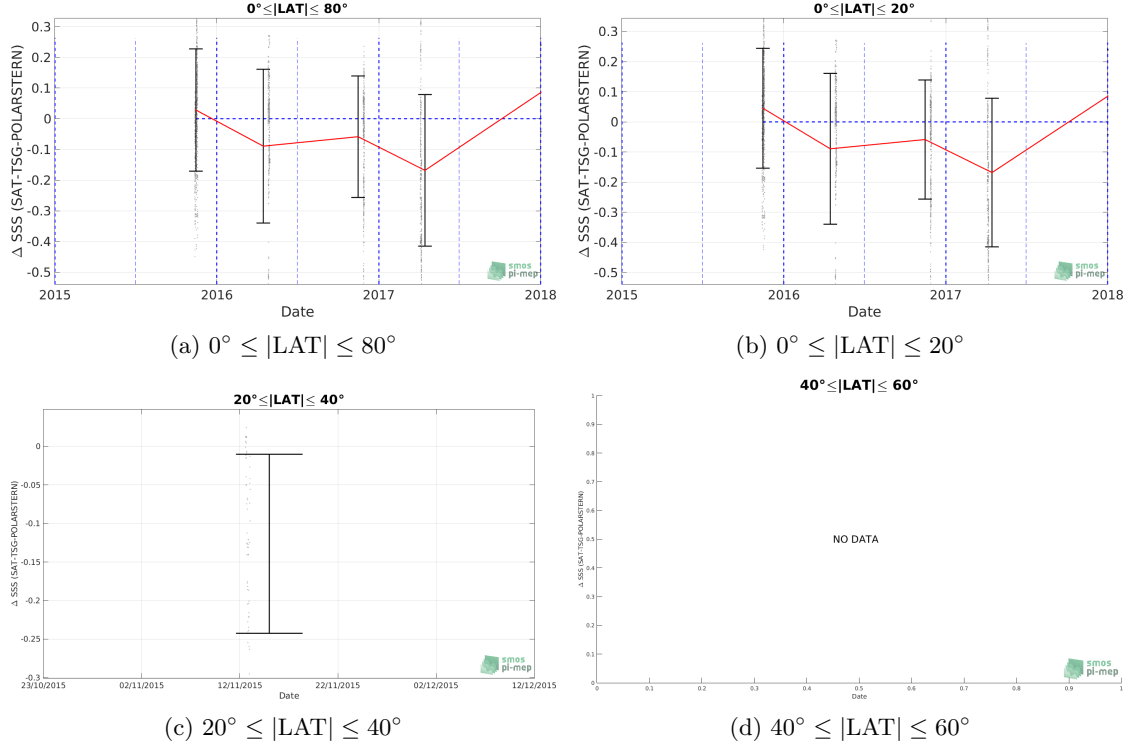 0°≤|LAT|≤ 80°
Δ SSS (SAT-TSG-POLARSTERN)
0.3
0.2
0.1
0
-0.1
-0.2
-0.3
-0.4
-0.5
2015 2016 2017 2018
Date
smos
pi-mep
(a) 0° ≤ |LAT| ≤ 80°
0°≤|LAT|≤ 20°
Δ SSS (SAT-TSG-POLARSTERN)
0.3
0.2
0.1
0
-0.1
-0.2
-0.3
-0.4
-0.5
2015 2016 2017 2018
Date
smos
pi-mep
(b) 0° ≤ |LAT| ≤ 20°
20°≤|LAT|≤ 40°
Δ SSS (SAT-TSG-POLARSTERN)
0
-0.05
-0.1
-0.15
-0.2
-0.25
-0.3
23/10/2015 02/11/2015 12/11/2015 22/11/2015 02/12/2015 12/12/2015
Date
smos
pi-mep
(c) 20° ≤ |LAT| ≤ 40°
40°≤|LAT|≤ 60°
Δ SSS (SAT-TSG-POLARSTERN)
1
0.9
0.8
0.7
0.6
0.5
0.4
0.3
0.2
0.1
0
NO DATA
0 0.1 0.2 0.3 0.4 0.5 0.6 0.7 0.8 0.9 1
Date
smos
pi-mep
(d) 40° ≤ |LAT| ≤ 60°